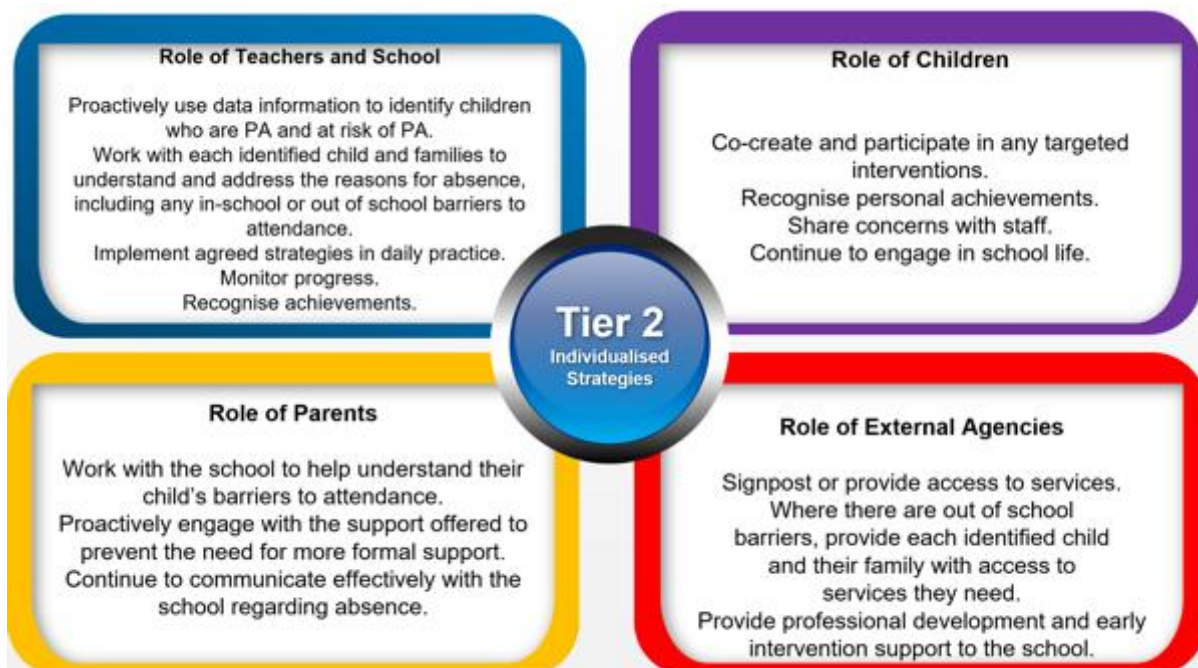 Role of Teachers and School
Proactively use data information to identify children
who are PA and at risk of PA.
Work with each identified child and families to
understand and address the reasons for absence,
including any in-school or out of school barriers to
attendance.
Implement agreed strategies in daily practice.
Monitor progress.
Recognise achievements.
Role of Children
Co-create and participate in any targeted
interventions.
Recognise personal achievements.
Share concerns with staff.
Continue to engage in school life.
Tier 2
Individualised
Strategies
Role of Parents
Work with the school to help understand their
child's barriers to attendance.
Proactively engage with the support offered to
prevent the need for more formal support.
Continue to communicate effectively with the
school regarding absence.
Role of External Agencies
Signpost or provide access to services.
Where there are out of school
barriers, provide each identified child
and their family with access to
services they need.
Provide professional development and early
intervention support to the school.